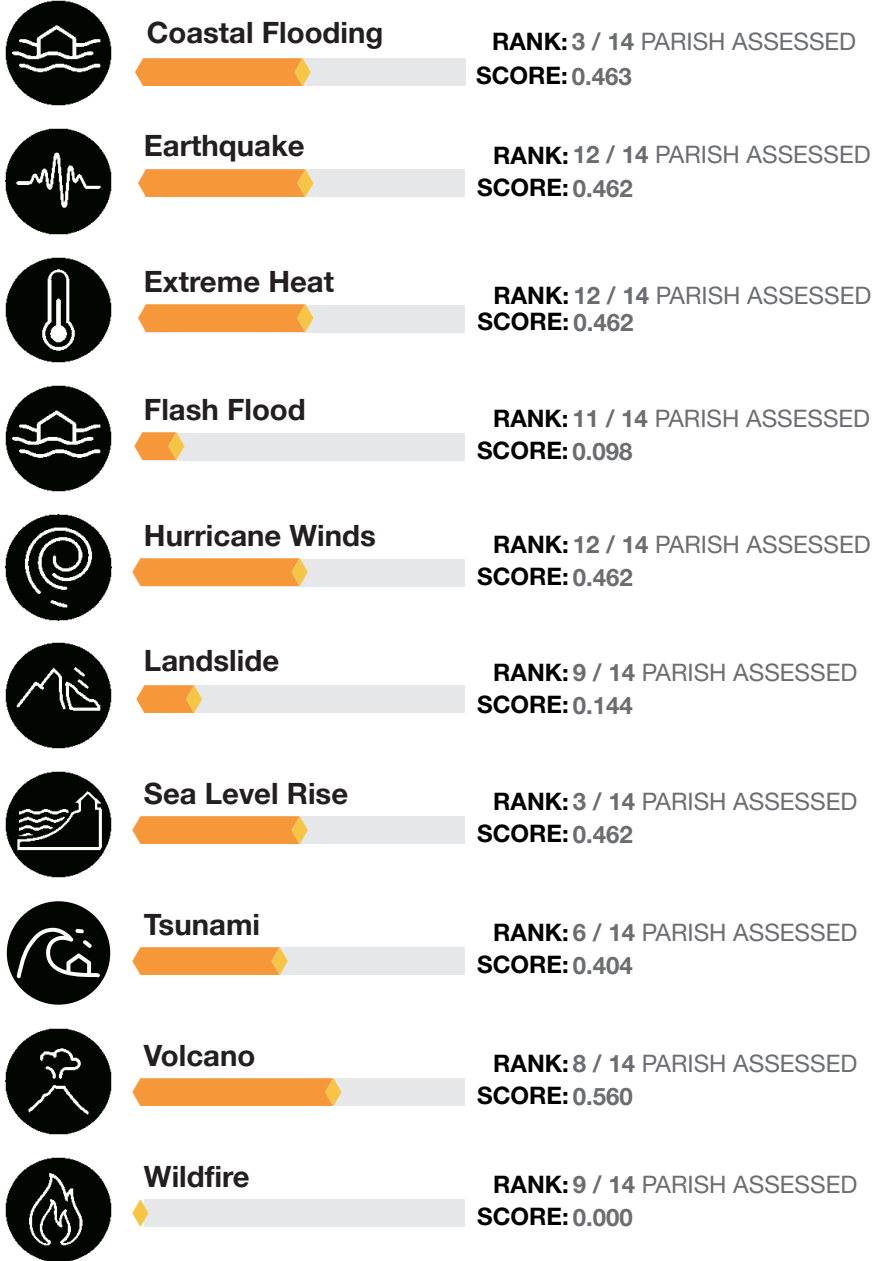 Coastal Flooding
RANK: 3 / 14 PARISH ASSESSED
SCORE: 0.463
Earthquake
RANK: 12 / 14 PARISH ASSESSED
SCORE: 0.462
Extreme Heat
RANK: 12 / 14 PARISH ASSESSED
SCORE: 0.462
Flash Flood
RANK: 11 / 14 PARISH ASSESSED
SCORE: 0.098
Hurricane Winds
RANK: 12 / 14 PARISH ASSESSED
SCORE: 0.462
Landslide
RANK: 9 / 14 PARISH ASSESSED
SCORE: 0.144
Sea Level Rise
RANK: 3 / 14 PARISH ASSESSED
SCORE: 0.462
Tsunami
RANK: 6 / 14 PARISH ASSESSED
SCORE: 0.404
Volcano
RANK: 8 / 14 PARISH ASSESSED
SCORE: 0.560
Wildfire
RANK: 9 / 14 PARISH ASSESSED
SCORE: 0.000